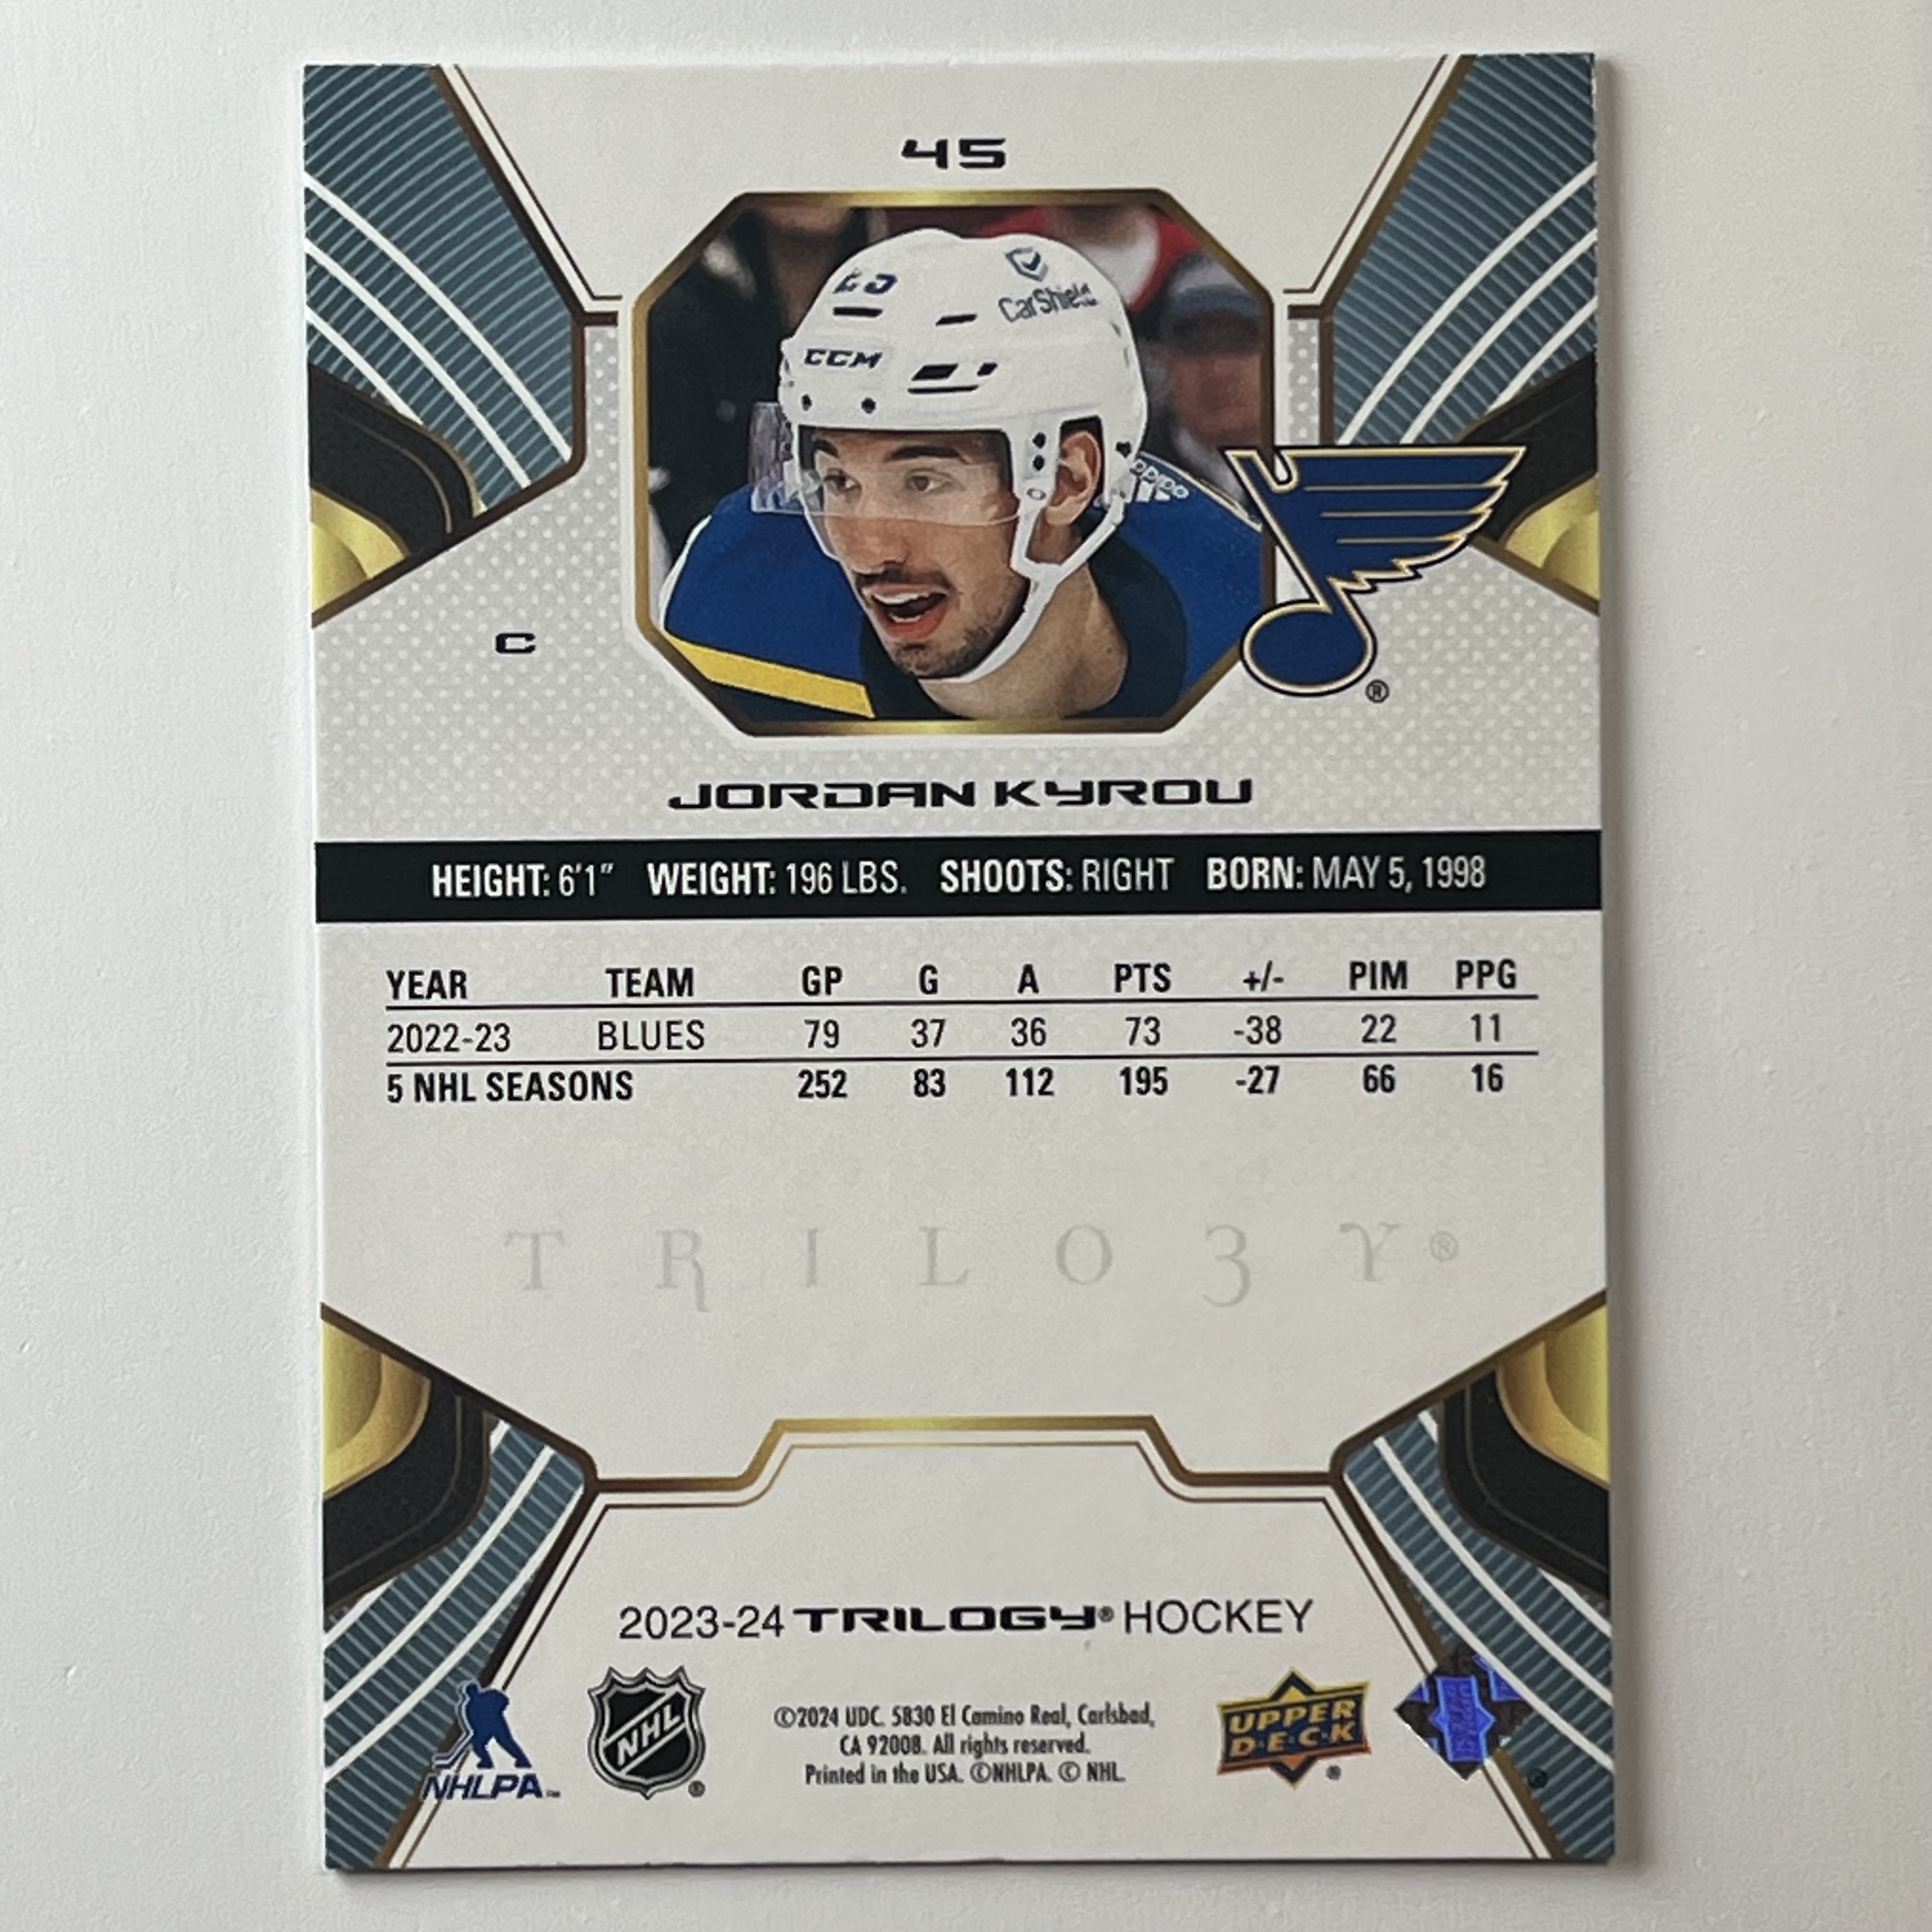 45
25
CarShield
CCM
adidas
C
®
JORDAN KYROU
HEIGHT: 6'1" WEIGHT: 196 LBS. SHOOTS: RIGHT BORN: MAY 5, 1998
YEAR TEAM GP G A PTS +/- PIM PPG
2022-23 BLUES 79 37 36 73 -38 22 11
5 NHL SEASONS 252 83 112 195 -27 66 16
TRILO3Y®
2023-24 TRILOGY® HOCKEY
NHLPA™
NHL®
©2024 UDC. 5830 El Camino Real, Carlsbad,
CA 92008. All rights reserved.
Printed in the USA. ©NHLPA. © NHL.
UPPER
D·E·C·K®